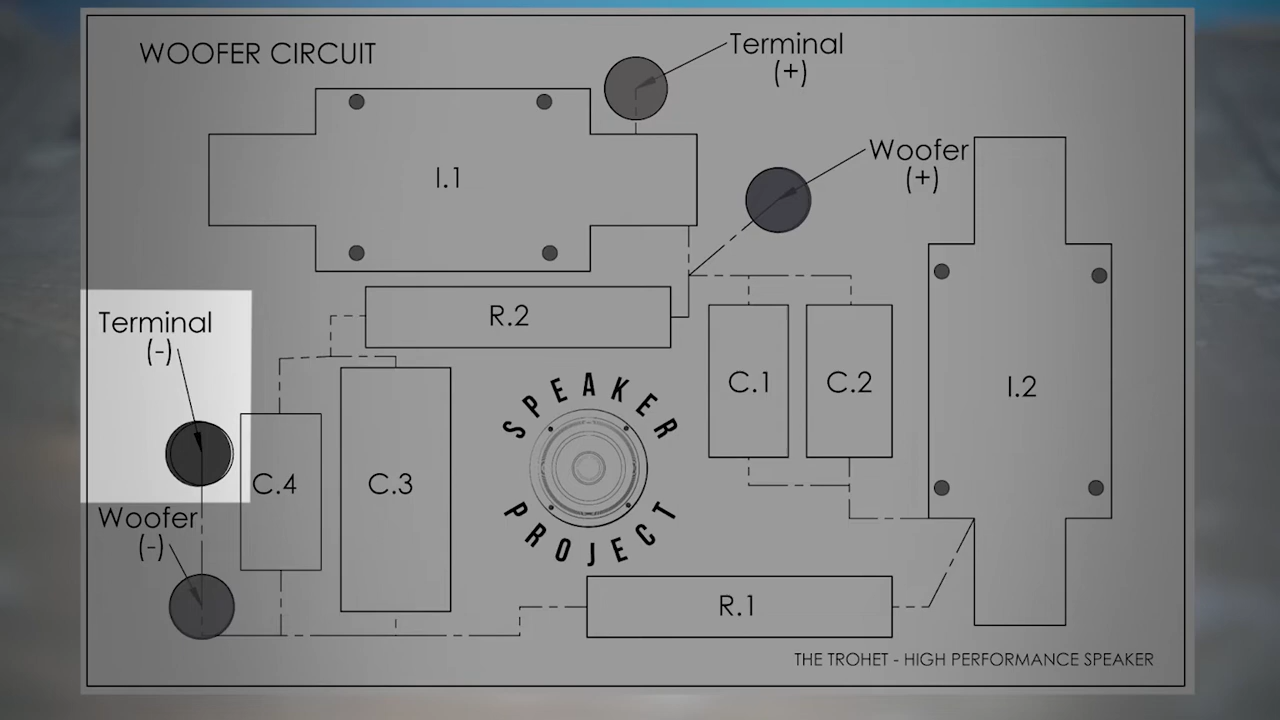 WOOFER CIRCUIT
Terminal
(+)
Woofer
(+)
I.1
R.2
Terminal
(-)
C.1
C.2
I.2
SPEAKER
PROJECT
C.4
C.3
Woofer
(-)
R.1
THE TROHET - HIGH PERFORMANCE SPEAKER